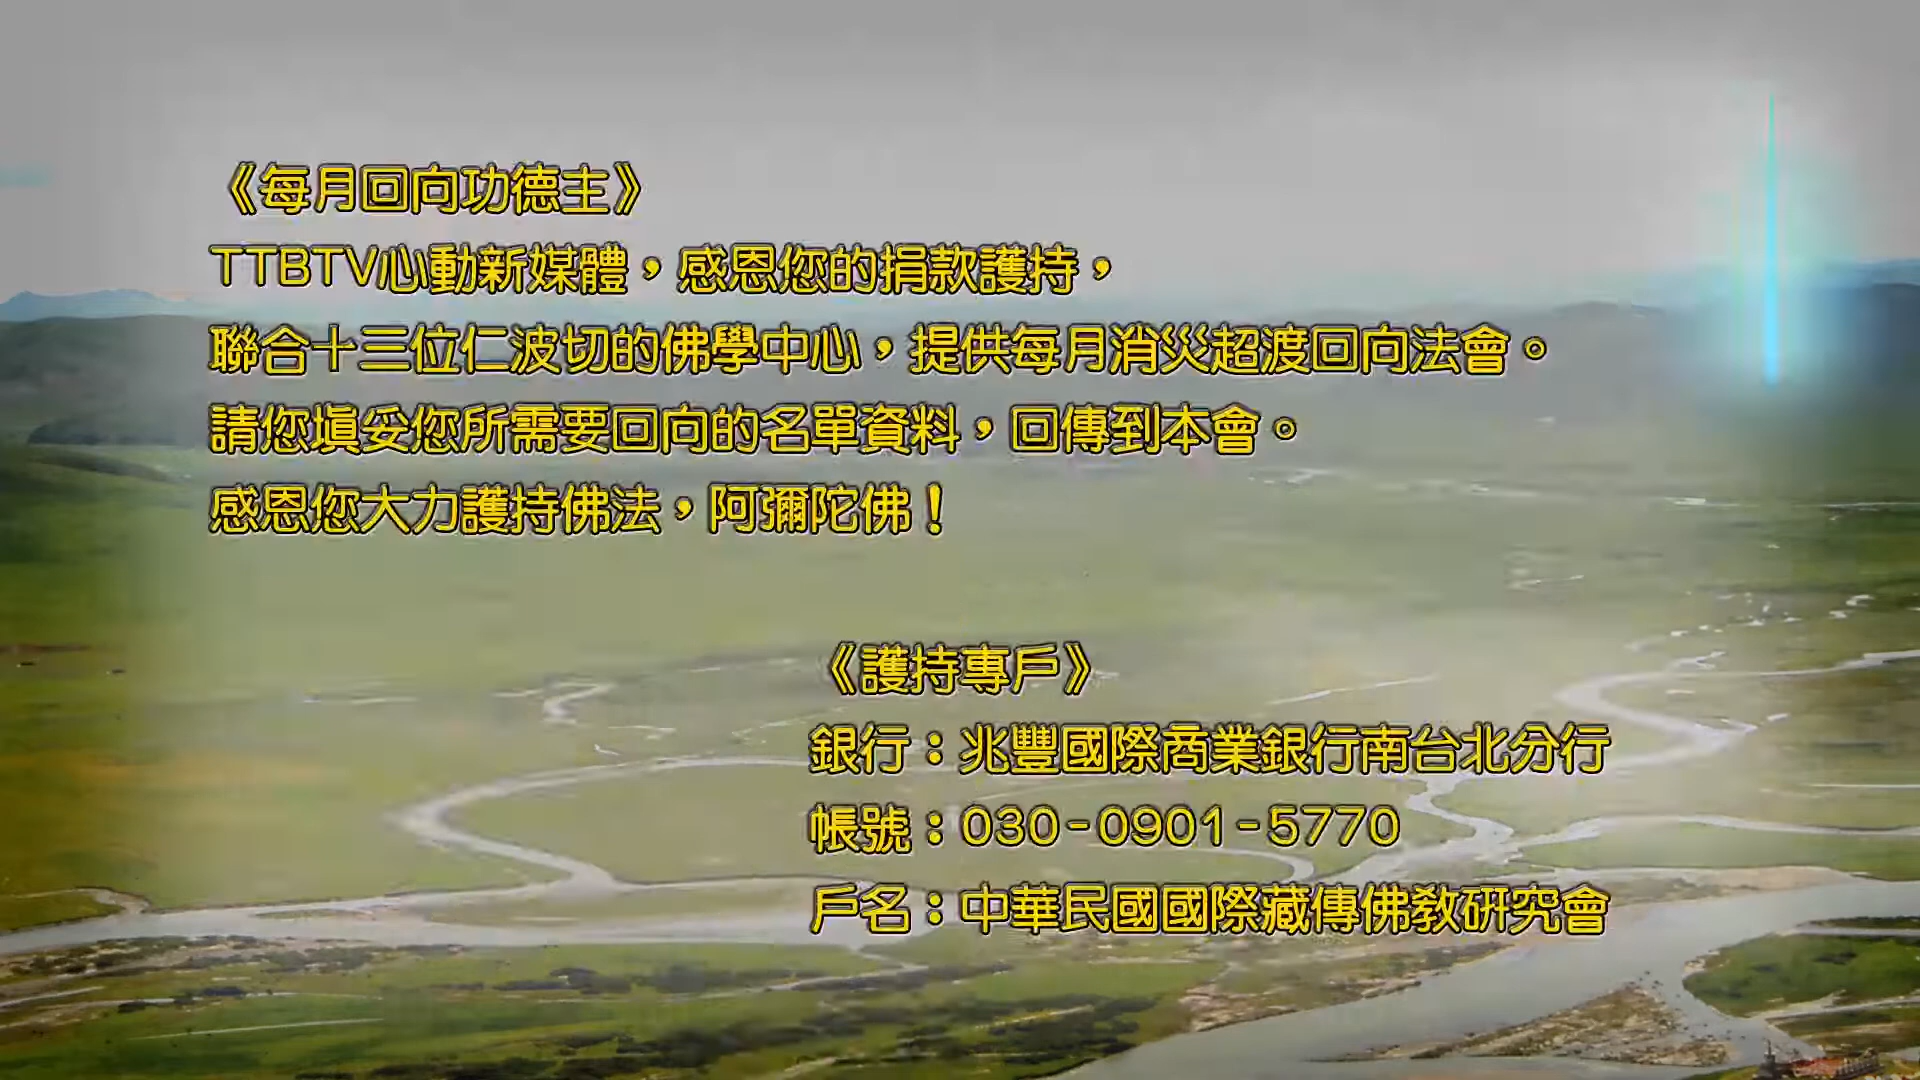 《每月回向功德主》
TTBTV心動新媒體，感恩您的捐款護持，
聯合十三位仁波切的佛學中心，提供每月消災超渡回向法會。
請您填妥您所需要回向的名單資料，回傳到本會。
感恩您大力護持佛法，阿彌陀佛！
《護持專戶》
銀行：兆豐國際商業銀行南台北分行
帳號：030-0901-5770
戶名：中華民國國際藏傳佛教研究會